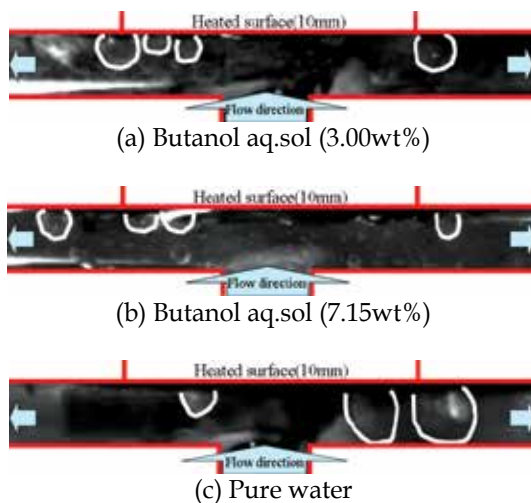 Heated surface(10mm)
Flow direction
(a) Butanol aq.sol (3.00wt%)
Heated surface(10mm)
Flow direction
(b) Butanol aq.sol (7.15wt%)
Heated surface(10mm)
Flow direction
(c) Pure water